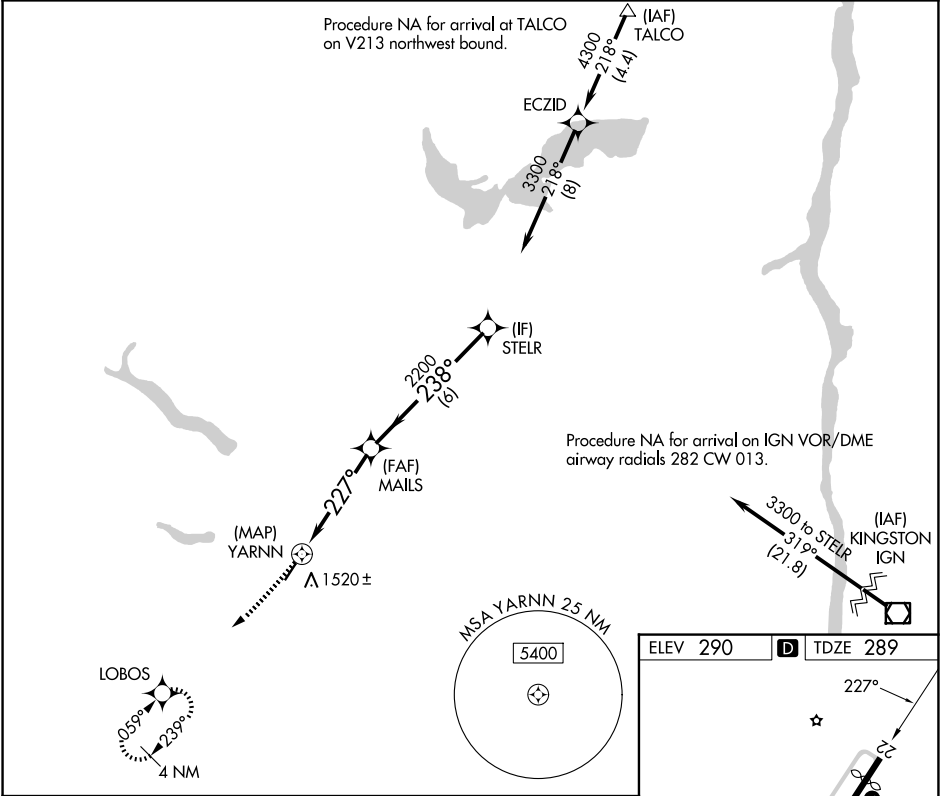 Procedure NA for arrival at TALCO
on V213 northwest bound.
(IAF)
TALCO
4300
218°
(4.4)
ECZID
3300
218°
(8)
(IF)
STELR
2200
238°
(6)
(FAF)
MAILS
227°
(MAP)
YARNN
1520 ±
Procedure NA for arrival on IGN VOR/DME
airway radials 282 CW 013.
3300 to STELR
319°
(21.8)
(IAF)
KINGSTON
IGN
MSA YARNN 25 NM
5400
LOBOS
059°
239°
4 NM
ELEV 290
D
TDZE 289
227°
22